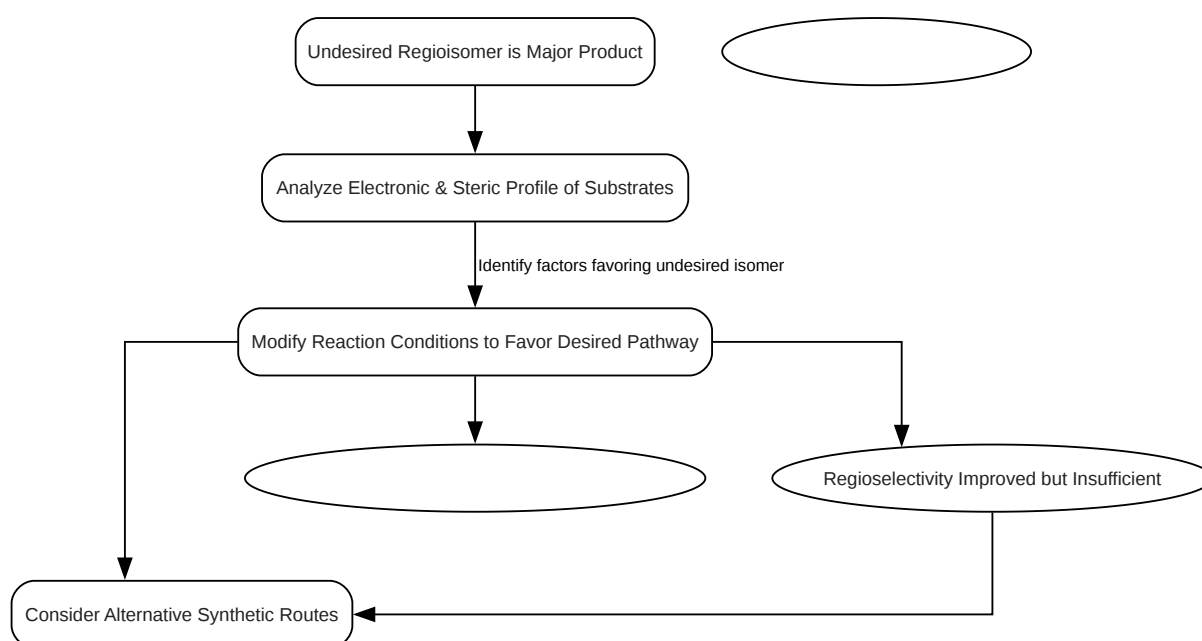 Undesired Regioisomer is Major Product
Analyze Electronic & Steric Profile of Substrates
Identify factors favoring undesired isomer
Modify Reaction Conditions to Favor Desired Pathway
Regioselectivity Improved but Insufficient
Consider Alternative Synthetic Routes